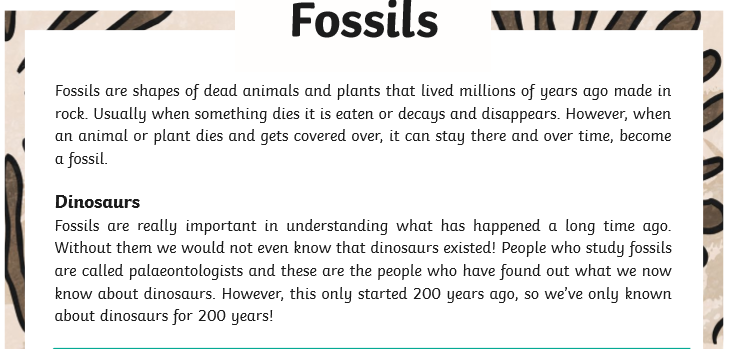 Fossils
Fossils are shapes of dead animals and plants that lived millions of years ago made in
rock. Usually when something dies it is eaten or decays and disappears. However, when
an animal or plant dies and gets covered over, it can stay there and over time, become
a fossil.
Dinosaurs
Fossils are really important in understanding what has happened a long time ago.
Without them we would not even know that dinosaurs existed! People who study fossils
are called palaeontologists and these are the people who have found out what we now
know about dinosaurs. However, this only started 200 years ago, so we've only known
about dinosaurs for 200 years!